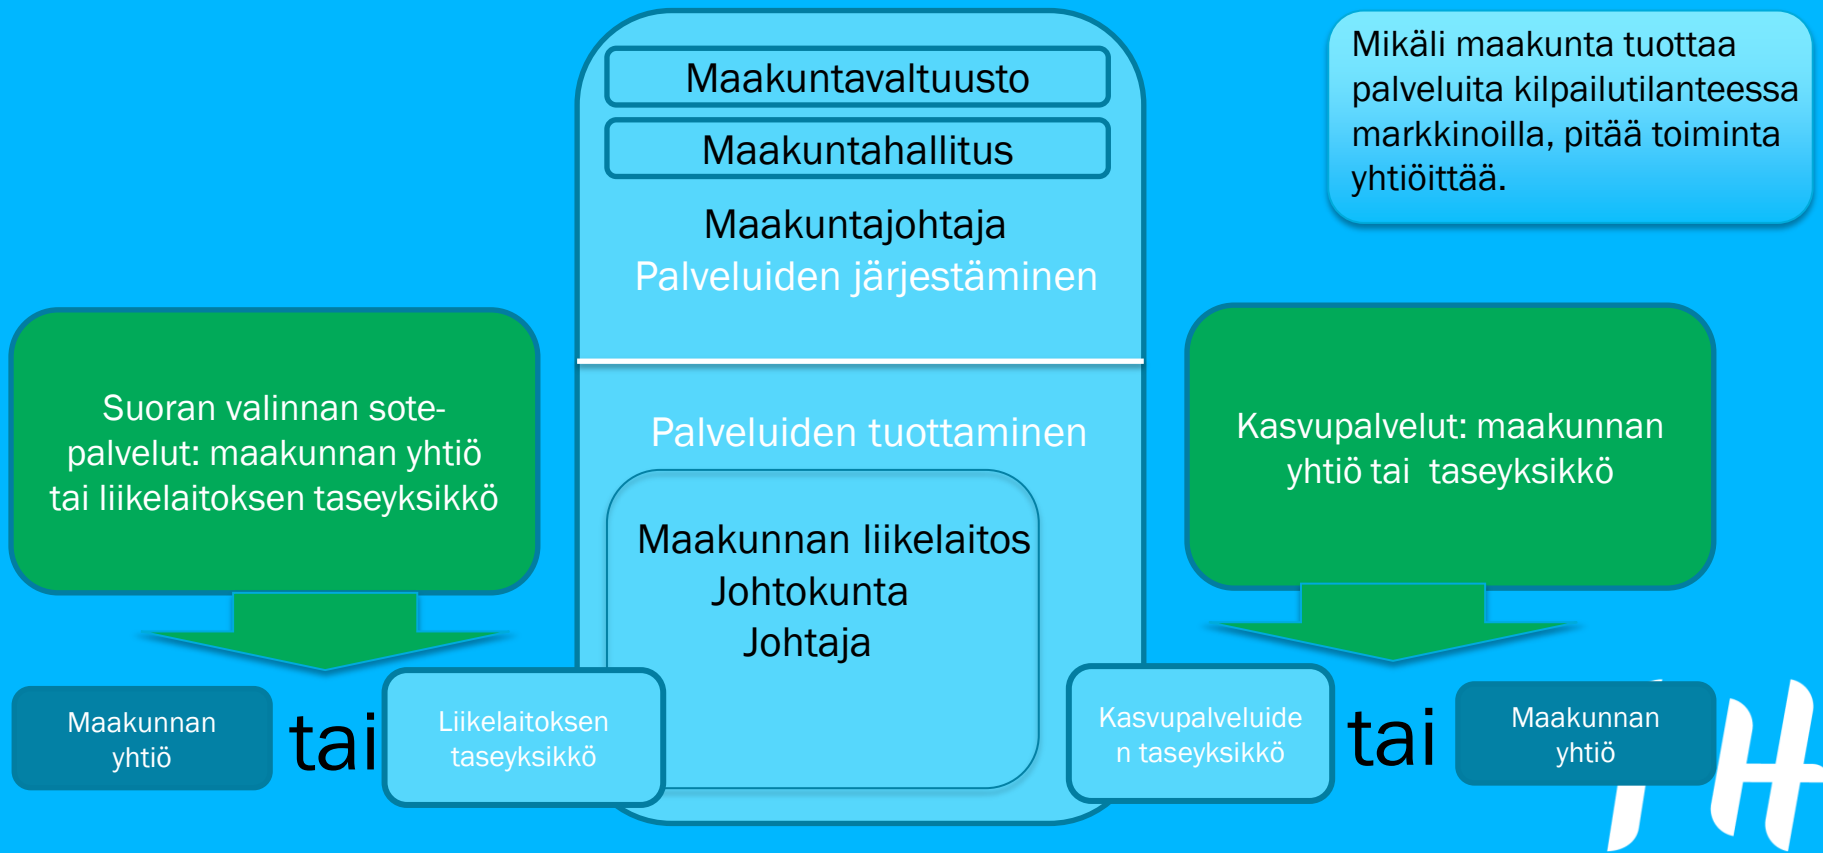 Maakuntavaltuusto
Maakuntahallitus
Maakuntajohtaja
Palveluiden järjestäminen
Mikäli maakunta tuottaa
palveluita kilpailutilanteessa
markkinoilla, pitää toiminta
yhtiöittää.
Suoran valinnan sote-
palvelut: maakunnan yhtiö
tai liikelaitoksen taseyksikkö
Palveluiden tuottaminen
Maakunnan liikelaitos
Johtokunta
Johtaja
Kasvupalvelut: maakunnan
yhtiö tai taseyksikkö
Maakunnan
yhtiö
tai
Liikelaitoksen
taseyksikkö
Kasvupalveluide
n taseyksikkö
tai
Maakunnan
yhtiö